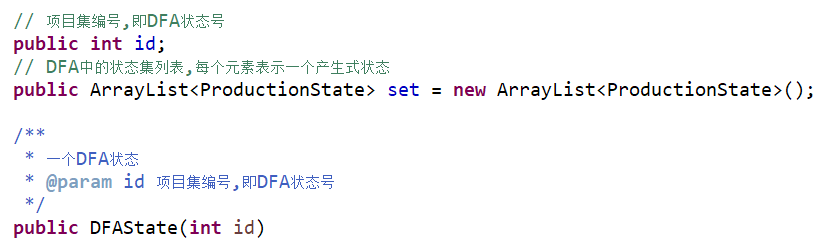 // 项目集编号,即DFA状态号
public int id;
// DFA中的状态集列表,每个元素表示一个产生式状态
public ArrayList<ProductionState> set = new ArrayList<ProductionState>();
/**
 * 一个DFA状态
 * @param id 项目集编号,即DFA状态号
 */
public DFAState(int id)